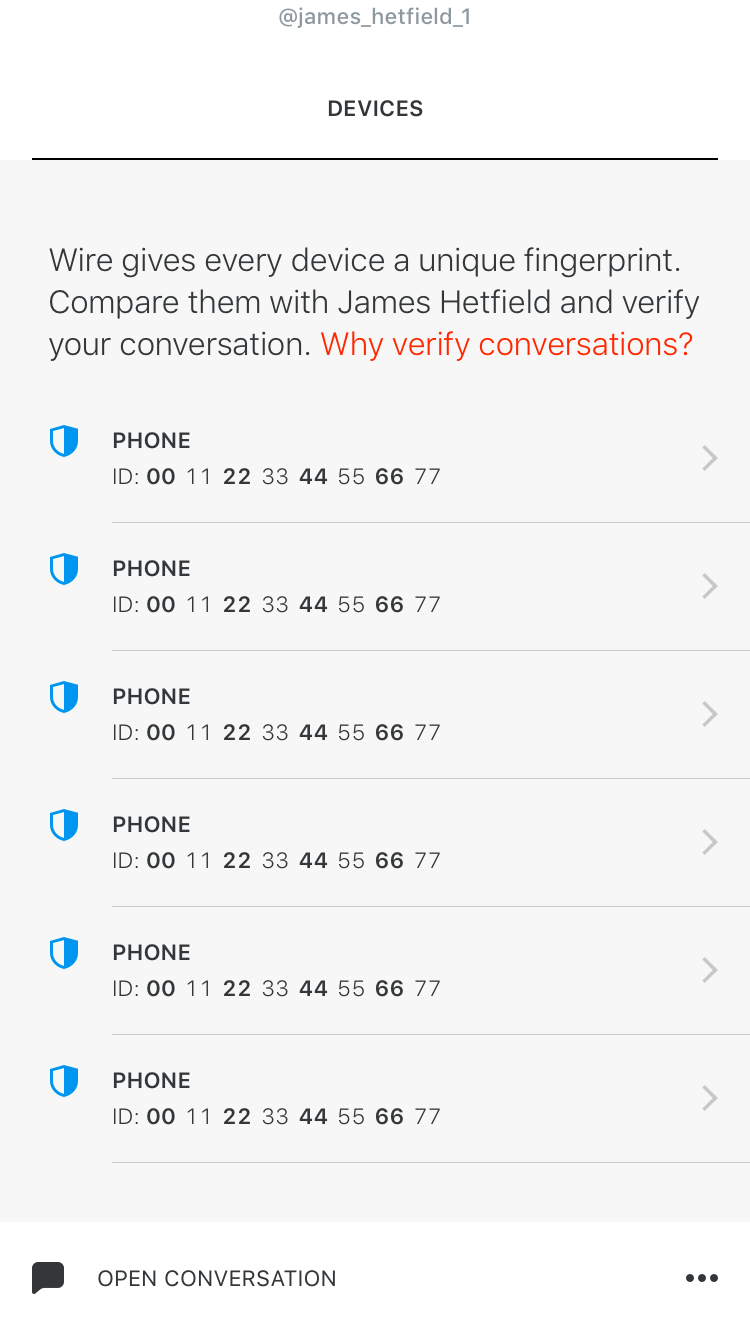 @james_hetfield_1
DEVICES
Wire gives every device a unique fingerprint.
Compare them with James Hetfield and verify
your conversation. Why verify conversations?
PHONE
ID: 00 11 22 33 44 55 66 77
PHONE
ID: 00 11 22 33 44 55 66 77
PHONE
ID: 00 11 22 33 44 55 66 77
PHONE
ID: 00 11 22 33 44 55 66 77
PHONE
ID: 00 11 22 33 44 55 66 77
PHONE
ID: 00 11 22 33 44 55 66 77
OPEN CONVERSATION